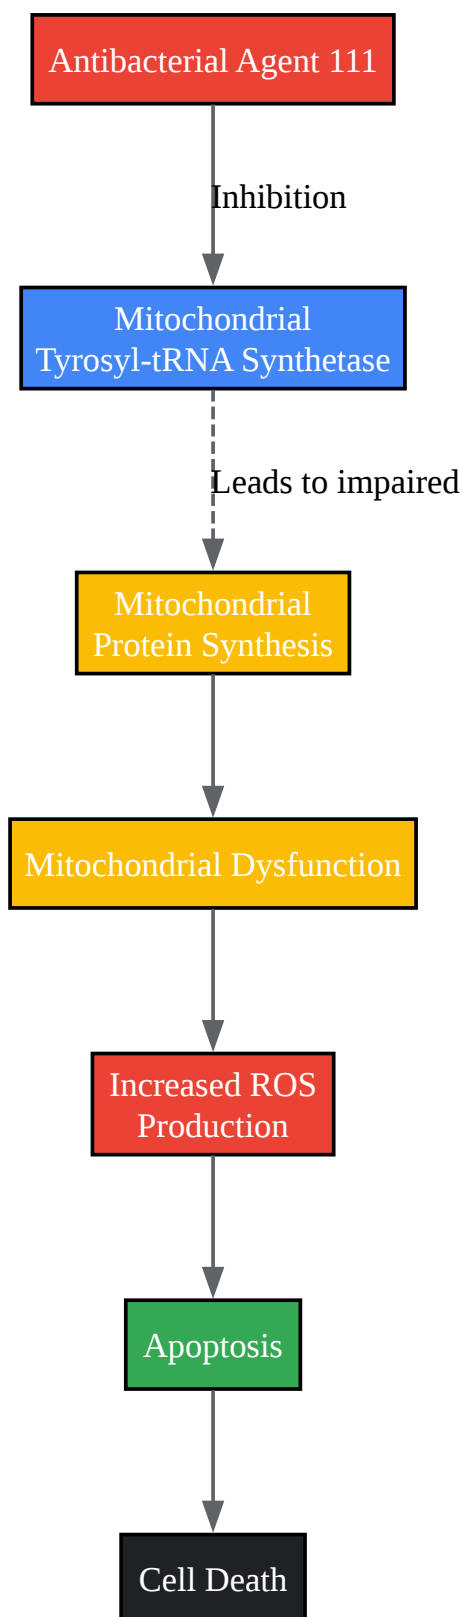 Antibacterial Agent 111
Inhibition
Mitochondrial
Tyrosyl-tRNA Synthetase
Leads to impaired
Mitochondrial
Protein Synthesis
Mitochondrial Dysfunction
Increased ROS
Production
Apoptosis
Cell Death